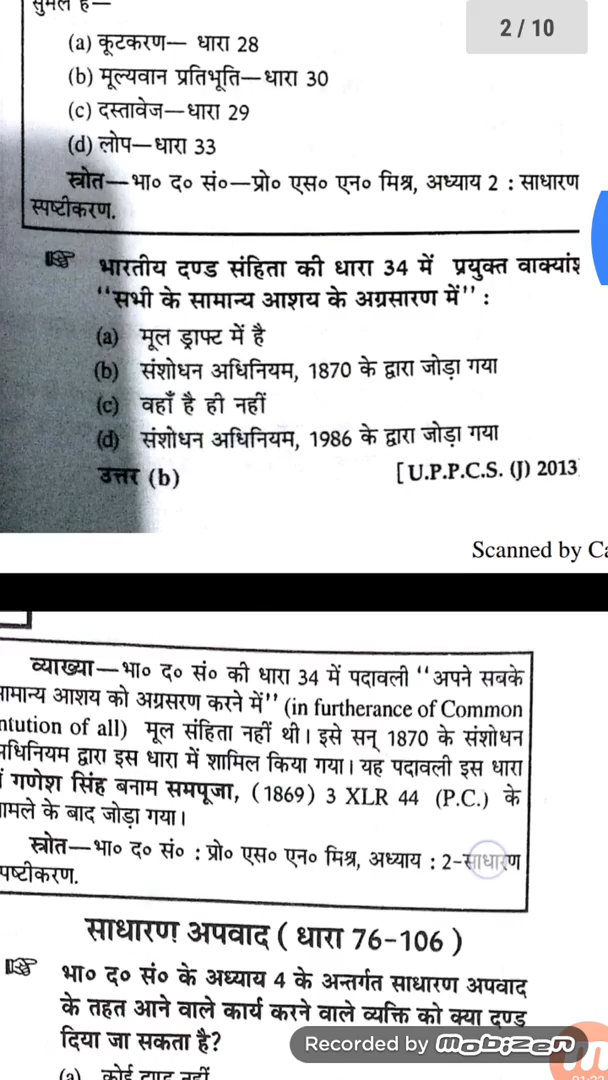 2 / 10
(a) कूटकरण— धारा 28
(b) मूल्यवान प्रतिभूति—धारा 30
(c) दस्तावेज—धारा 29
(d) लोप—धारा 33
स्त्रोत—भा० द० सं०—प्रो० एस० एन० मिश्र, अध्याय 2 : साधारण
स्पष्टीकरण.
भारतीय दण्ड संहिता की धारा 34 में प्रयुक्त वाक्यांश
‘‘सभी के सामान्य आशय के अग्रसारण में’’ :
(a) मूल ड्राफ्ट में है
(b) संशोधन अधिनियम, 1870 के द्वारा जोड़ा गया
(c) वहाँ है ही नहीं
(d) संशोधन अधिनियम, 1986 के द्वारा जोड़ा गया
उत्तर (b) [U.P.P.C.S. (J) 2013
Scanned by
व्याख्या—भा० द० सं० की धारा 34 में पदावली ‘‘अपने सबके
सामान्य आशय को अग्रसरण करने में’’ (in furtherance of Common
ntution of all) मूल संहिता नहीं थी। इसे सन् 1870 के संशोधन
अधिनियम द्वारा इस धारा में शामिल किया गया। यह पदावली इस धारा
में गणेश सिंह बनाम समपूजा, (1869) 3 XLR 44 (P.C.) के
मामले के बाद जोड़ा गया।
स्त्रोत—भा० द० सं० : प्रो० एस० एन० मिश्र, अध्याय : 2-साधारण
स्पष्टीकरण.
साधारण अपवाद ( धारा 76-106 )
भा० द० सं० के अध्याय 4 के अन्तर्गत साधारण अपवाद
के तहत आने वाले कार्य करने वाले व्यक्ति को क्या दण्ड
दिया जा सकता है?
Recorded by mobizen
(a) कोई दण्ड नहीं